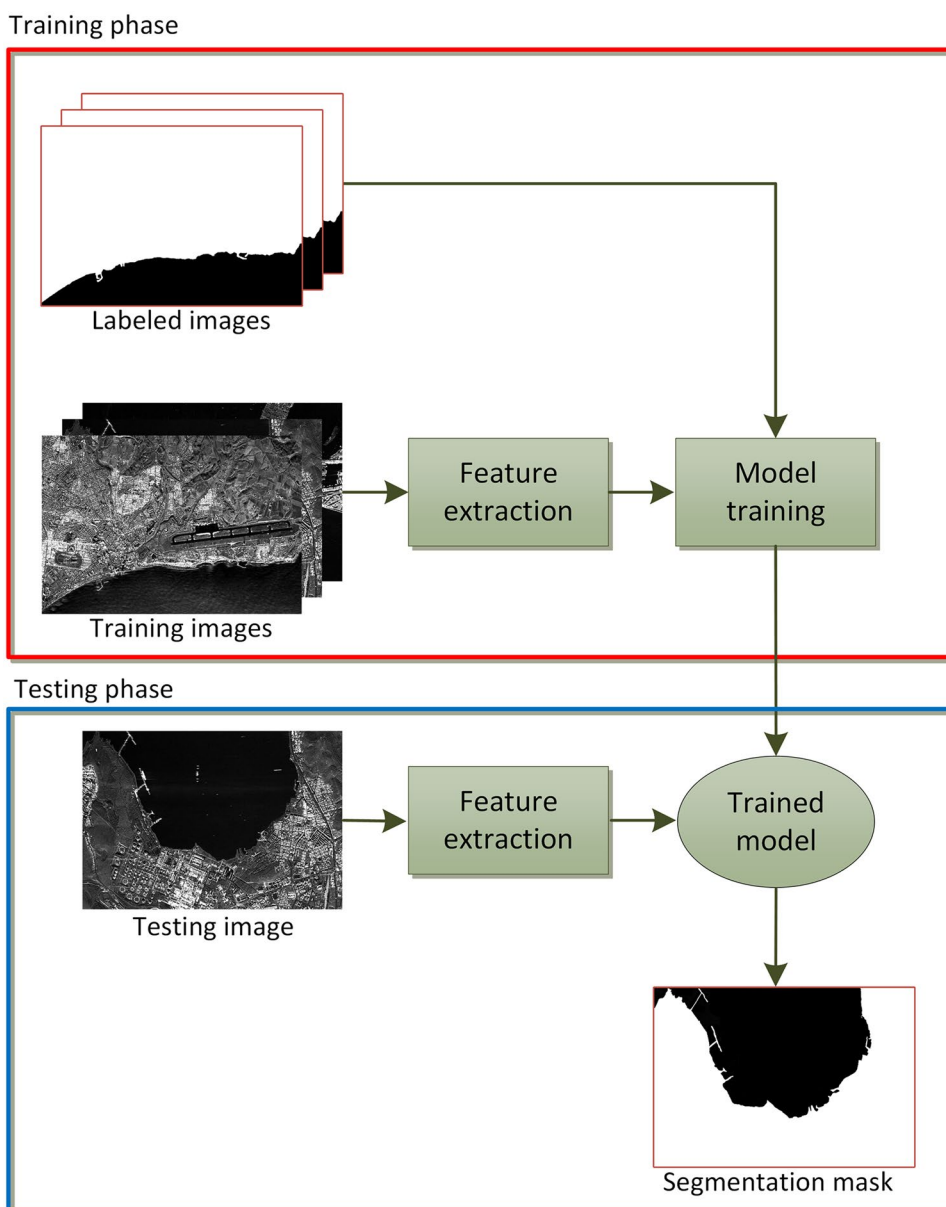 Training phase
Labeled images
Feature
extraction
Model
training
Training images
Testing phase
Feature
extraction
Trained
model
Testing image
Segmentation mask